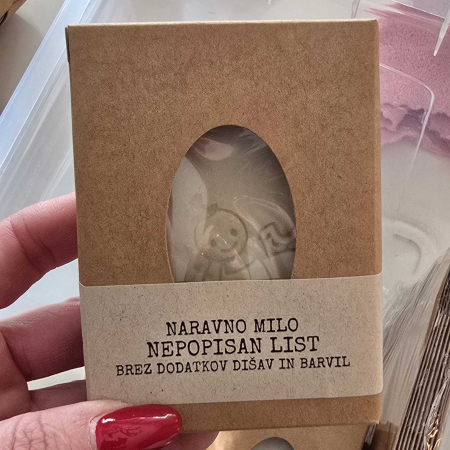 NARAVNO MILO
NEPOPISAN LIST
BREZ DODATKOV DIŠAV IN BARVIL